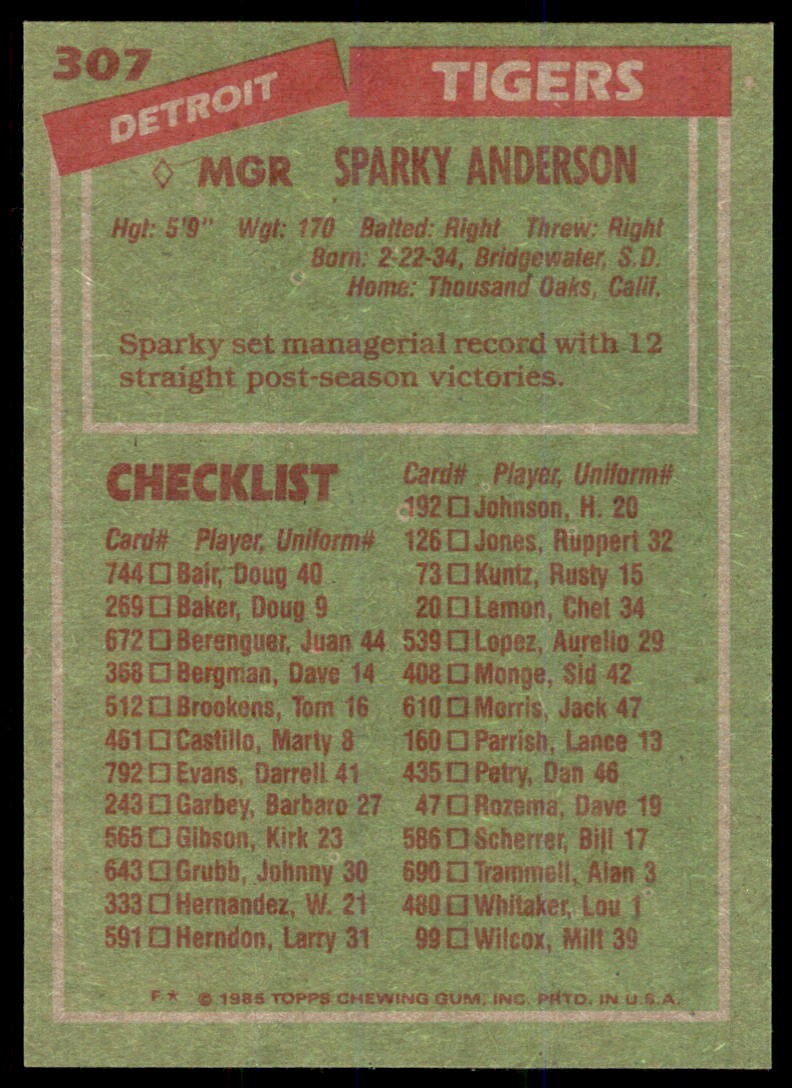 307
DETROIT
TIGERS
MGR SPARKY ANDERSON
Hgt: 5'9" Wgt: 170 Batted: Right Threw: Right
Born: 2-22-34, Bridgewater, S.D.
Home: Thousand Oaks, Calif.
Sparky set managerial record with 12
straight post-season victories.
CHECKLIST
Card# Player, Uniform#
744 □ Bair, Doug 40
269 □ Baker, Doug 9
672 □ Berenguer, Juan 44
368 □ Bergman, Dave 14
512 □ Brookens, Tom 16
461 □ Castillo, Marty 8
792 □ Evans, Darrell 41
243 □ Garbey, Barbaro 27
565 □ Gibson, Kirk 23
643 □ Grubb, Johnny 30
333 □ Hernandez, W. 21
591 □ Herndon, Larry 31
Card# Player, Uniform#
192 □ Johnson, H. 20
126 □ Jones, Ruppert 32
73 □ Kuntz, Rusty 15
20 □ Lemon, Chet 34
539 □ Lopez, Aurelio 29
408 □ Monge, Sid 42
610 □ Morris, Jack 47
160 □ Parrish, Lance 13
435 □ Petry, Dan 46
47 □ Rozema, Dave 19
586 □ Scherrer, Bill 17
690 □ Trammell, Alan 3
480 □ Whitaker, Lou 1
99 □ Wilcox, Milt 39
F★ © 1985 TOPPS CHEWING GUM, INC. PRTD. IN U.S.A.